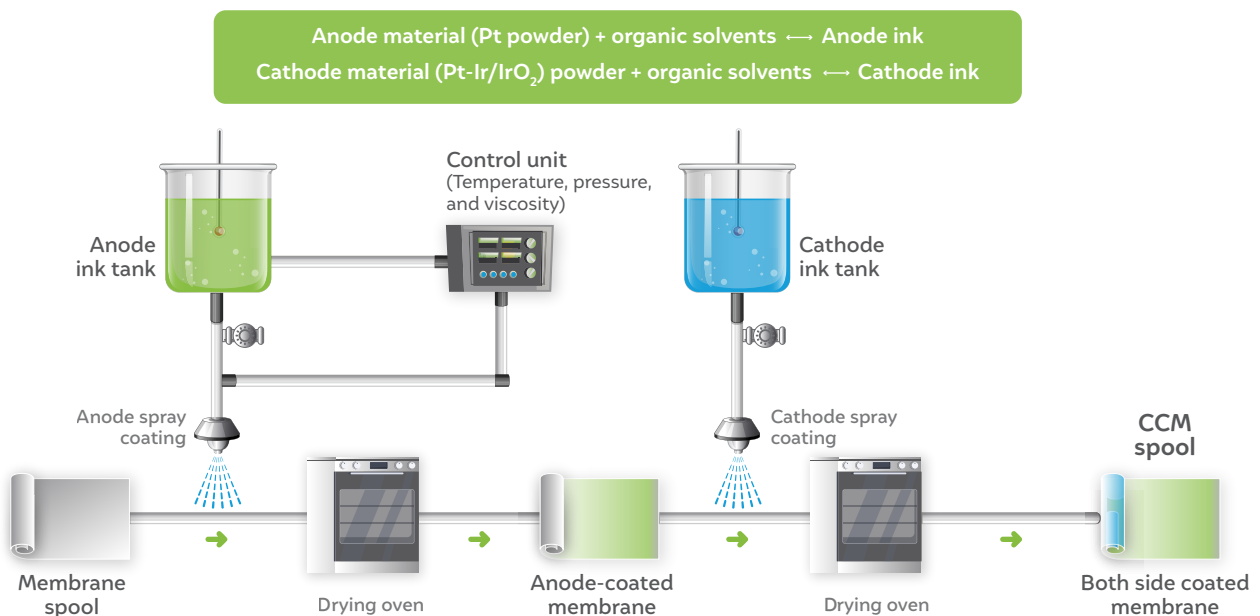 Anode material (Pt powder) + organic solvents ⟷ Anode ink
Cathode material (Pt-Ir/IrO₂) powder + organic solvents ⟷ Cathode ink
Control unit
(Temperature, pressure,
and viscosity)
Anode
ink tank
Cathode
ink tank
Anode spray
coating
Cathode spray
coating
CCM
spool
Membrane
spool
Drying oven
Anode-coated
membrane
Drying oven
Both side coated
membrane